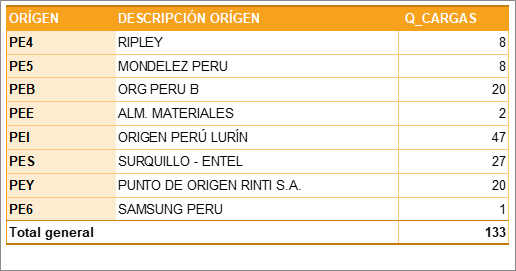 ORÍGEN DESCRIPCIÓN ORÍGEN Q_CARGAS
PE4 RIPLEY 8
PE5 MONDELEZ PERU 8
PEB ORG PERU B 20
PEE ALM. MATERIALES 2
PEI ORIGEN PERÚ LURÍN 47
PES SURQUILLO - ENTEL 27
PEY PUNTO DE ORIGEN RINTI S.A. 20
PE6 SAMSUNG PERU 1
Total general 133